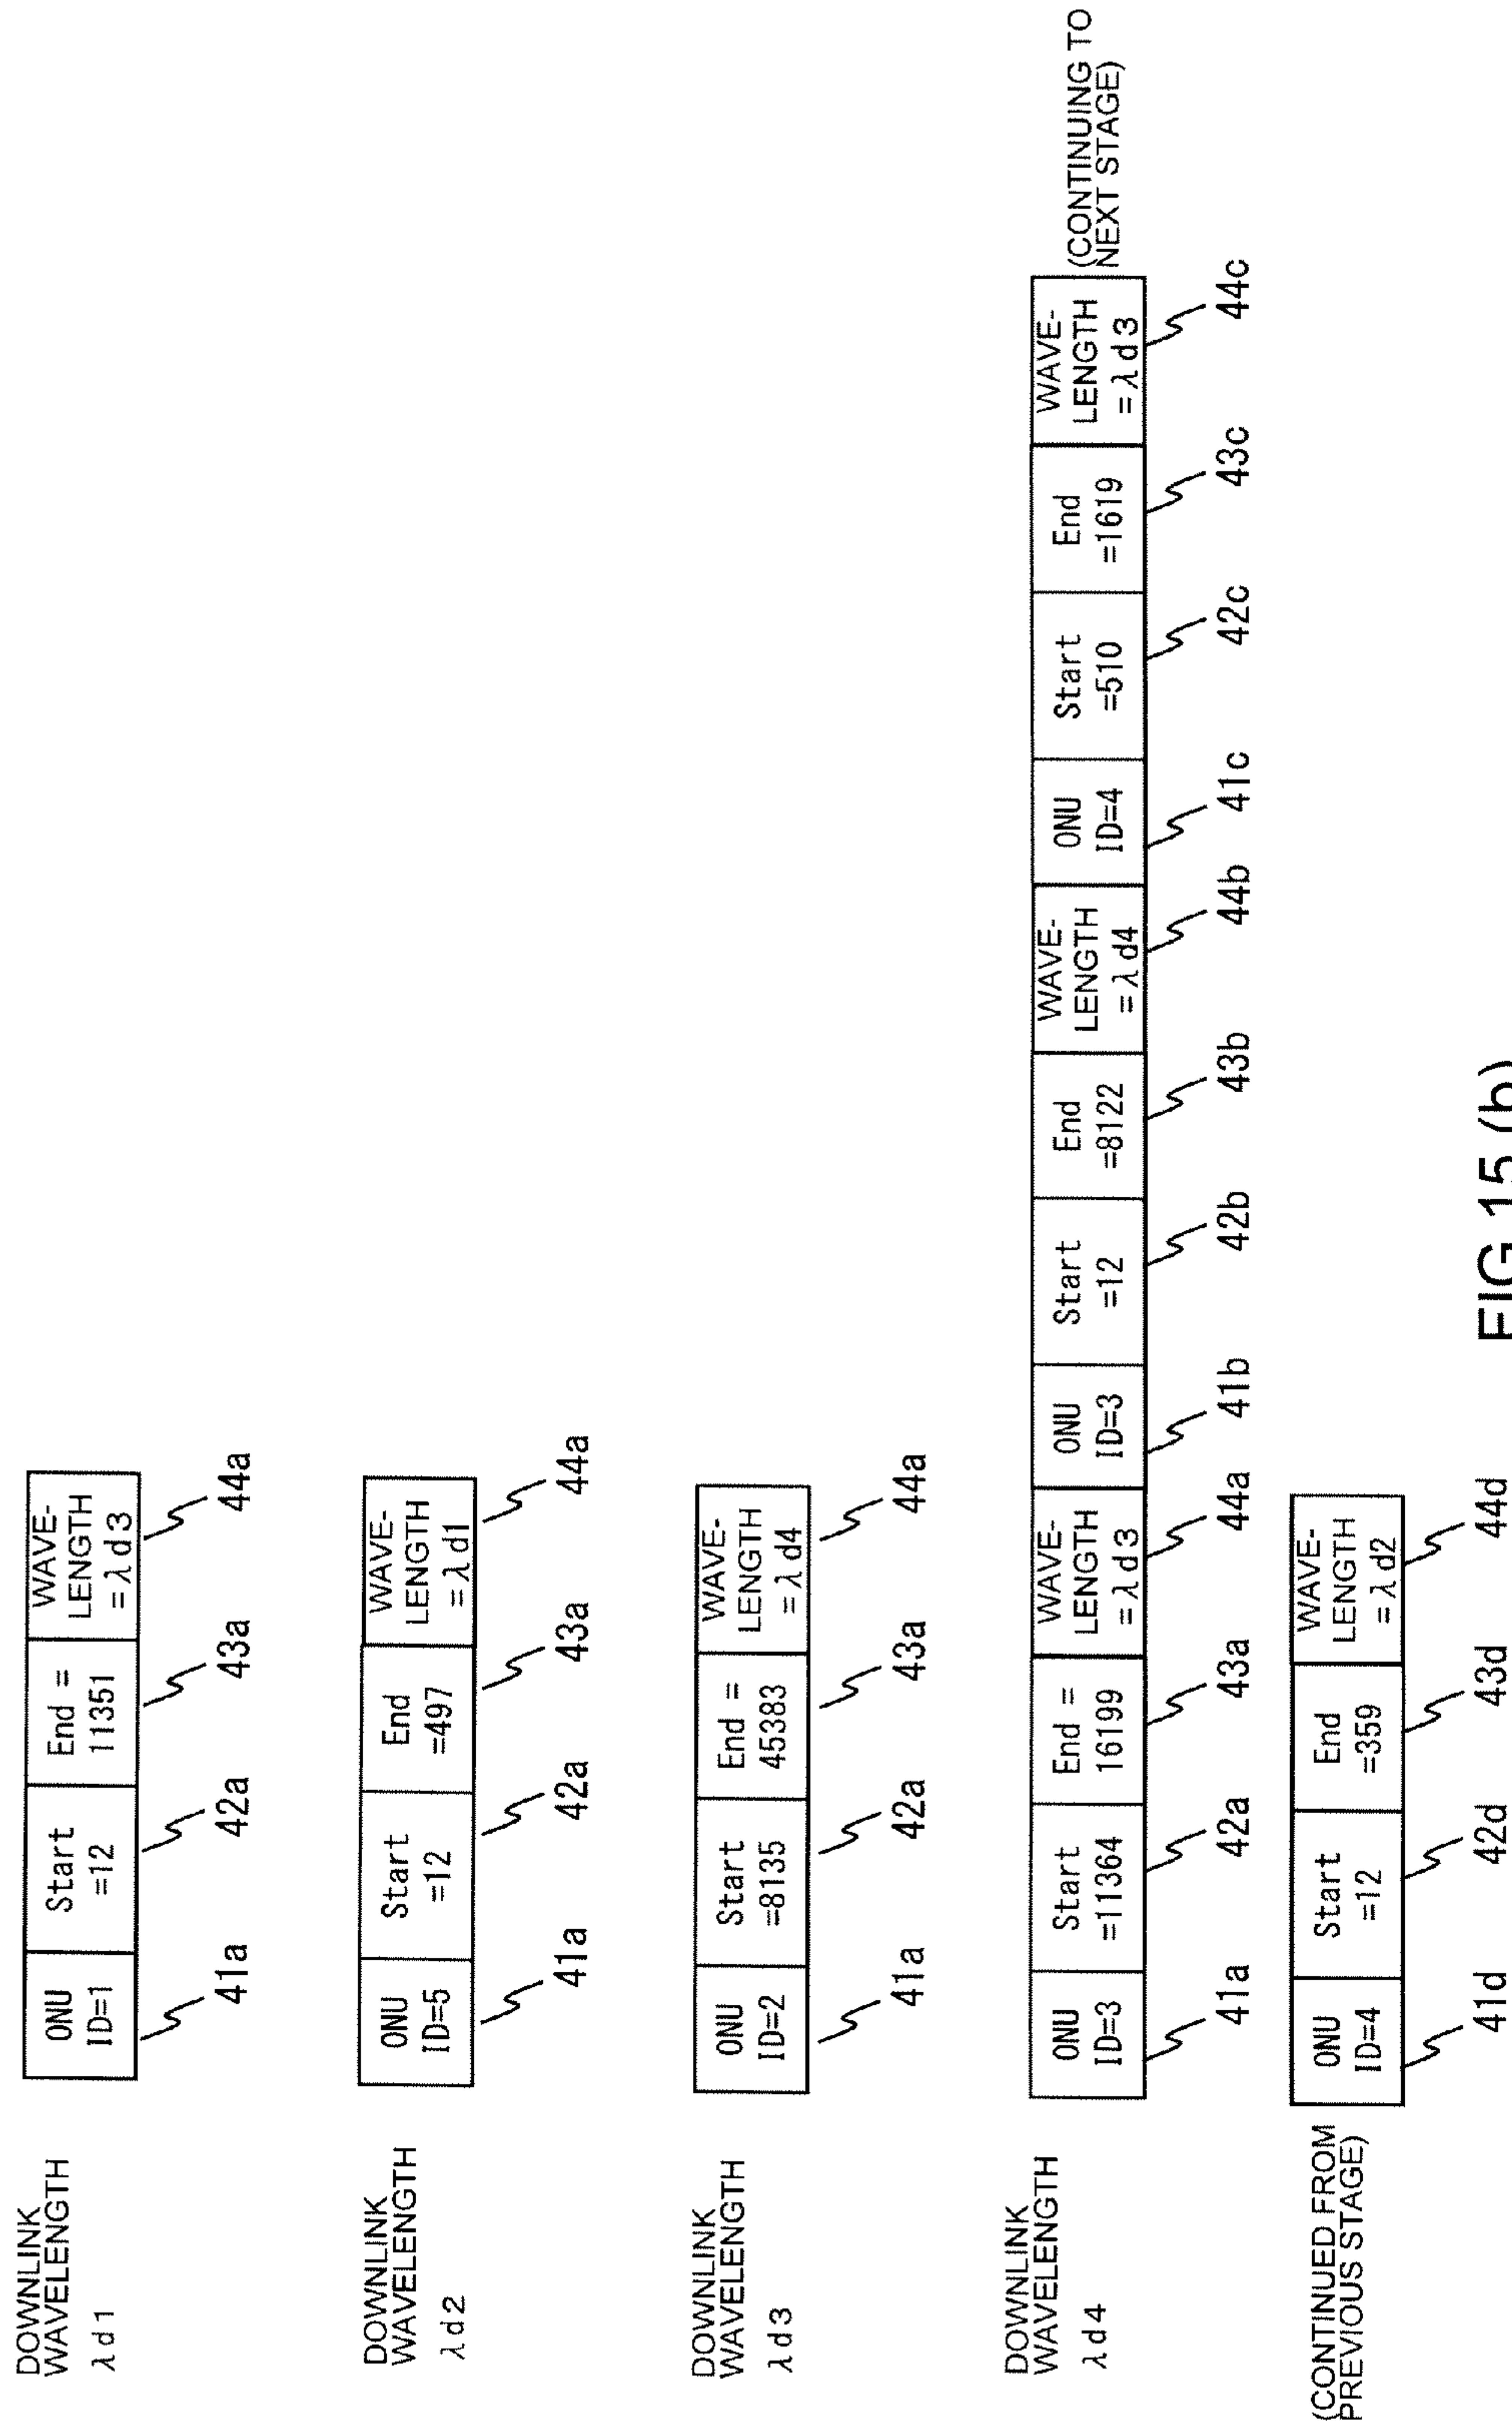 DOWNLINK
WAVELENGTH
λd1
ONU
ID=1
Start
=12
End =
11351
WAVE-
LENGTH
=λd3
41a
42a
43a
44a
DOWNLINK
WAVELENGTH
λd2
ONU
ID=5
Start
=12
End
=497
WAVE-
LENGTH
=λd1
41a
42a
43a
44a
DOWNLINK
WAVELENGTH
λd3
ONU
ID=2
Start
=8135
End =
45383
WAVE-
LENGTH
=λd4
41a
42a
43a
44a
DOWNLINK
WAVELENGTH
λd4
ONU
ID=3
Start
=11364
End =
16199
WAVE-
LENGTH
=λd3
ONU
ID=3
Start
=12
End
=8122
WAVE-
LENGTH
=λd4
ONU
ID=4
Start
=510
End
=1619
WAVE-
LENGTH
=λd3
(CONTINUING TO
NEXT STAGE)
41a
42a
43a
44a
41b
42b
43b
44b
41c
42c
43c
44c
(CONTINUED FROM
PREVIOUS STAGE)
ONU
ID=4
Start
=12
End
=359
WAVE-
LENGTH
=λd2
41d
42d
43d
44d
FIG.15 (b)